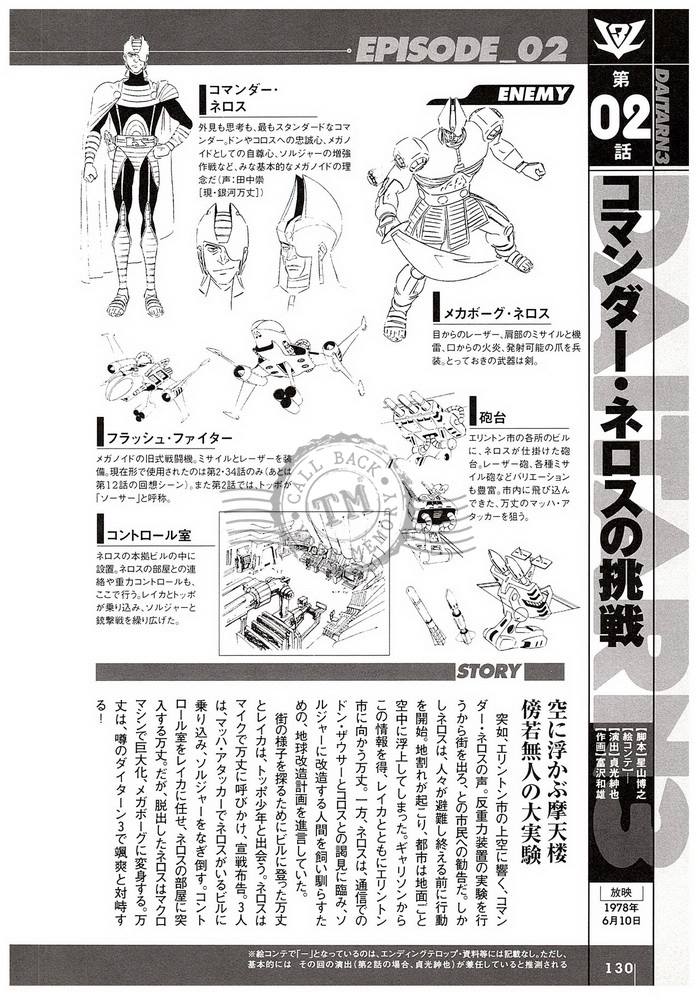 EPISODE_02
DAITARN3
第
02
話
コマンダー・ネロスの挑戦
DAITARN3
ENEMY
コマンダー・
ネロス
外見も思考も、最もスタンダードなコマ
ンダー。ドンやコロスへの忠誠心、メガノ
イドとしての自尊心、ソルジャーの増強
作戦など、みな基本的なメガノイドの理
念だ（声：田中崇
［現・銀河万丈］）
メカボーグ・ネロス
目からのレーザー、肩部のミサイルと機
雷、口からの火炎、発射可能の爪を兵
装。とっておきの武器は剣。
フラッシュ・ファイター
メガノイドの旧式戦闘機。ミサイルとレーザーを装
備。現在形で使用されたのは第2・34話のみ（あとは
第12話の回想シーン）。また第2話では、トッポが
「ソーサー」と呼称。
砲台
エリントン市の各所のビル
に、ネロスが仕掛けた砲
台。レーザー砲、各種ミサ
イル砲などバリエーション
も豊富。市内に飛び込ん
できた、万丈のマッハ・ア
タッカーを狙う。
コントロール室
ネロスの本拠ビルの中に
設置。ネロスの部屋との連
絡や重力コントロールも、
ここで行う。レイカとトッポ
が乗り込み、ソルジャーと
銃撃戦を繰り広げた。
CALL BACK
TM
MEMORY
STORY
［脚本］星山博之
［絵コンテ］―
［演出］貞光紳也
［作画］富沢和雄
空に浮かぶ摩天楼
傍若無人の大実験
突如、エリントン市の上空に響く、コマン
ダー・ネロスの声。反重力装置の実験を行
うから街を出ろ、との市民への勧告だ。しか
しネロスは、人々が避難し終える前に行動
を開始。地割れが起こり、都市は地面ごと
空中に浮上してしまった。ギャリソンから
この情報を得、レイカとともにエリントン
市に向かう万丈。一方、ネロスは、通信での
ドン・ザウサーとコロスとの謁見に臨み、ソ
ルジャーに改造する人間を飼い馴らすた
めの、地球改造計画を進言していた。
街の様子を探るためにビルに登った万丈
とレイカは、トッポ少年と出会う。ネロスは
マイクで万丈に呼びかけ、宣戦布告。3人
は、マッハ・アタッカーでネロスがいるビルに
乗り込み、ソルジャーをなぎ倒す。コント
ロール室をレイカに任せ、ネロスの部屋に突
入する万丈。だが、脱出したネロスはマクロ
マシンで巨大化、メガボーグに変身する。万
丈は、噂のダイターン3で颯爽と対峙す
る！
放映
1978年
6月10日
※絵コンテで「―」となっているのは、エンディングテロップ・資料等には記載なし。ただし、
基本的には その回の演出（第2話の場合、貞光紳也）が兼任していると推測される
130